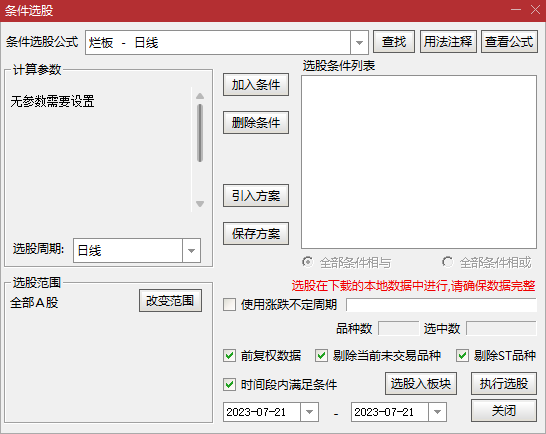 条件选股
条件选股公式 烂板 - 日线 查找 用法注释 查看公式
计算参数 加入条件 选股条件列表
无参数需要设置
删除条件
引入方案
保存方案
选股周期: 日线
全部条件相与 全部条件相或
选股范围 选股在下载的本地数据中进行,请确保数据完整
全部A股 改变范围 使用涨跌不定周期
品种数 选中数
前复权数据 剔除当前未交易品种 剔除ST品种
时间段内满足条件 选股入板块 执行选股
2023-07-21 - 2023-07-21 关闭